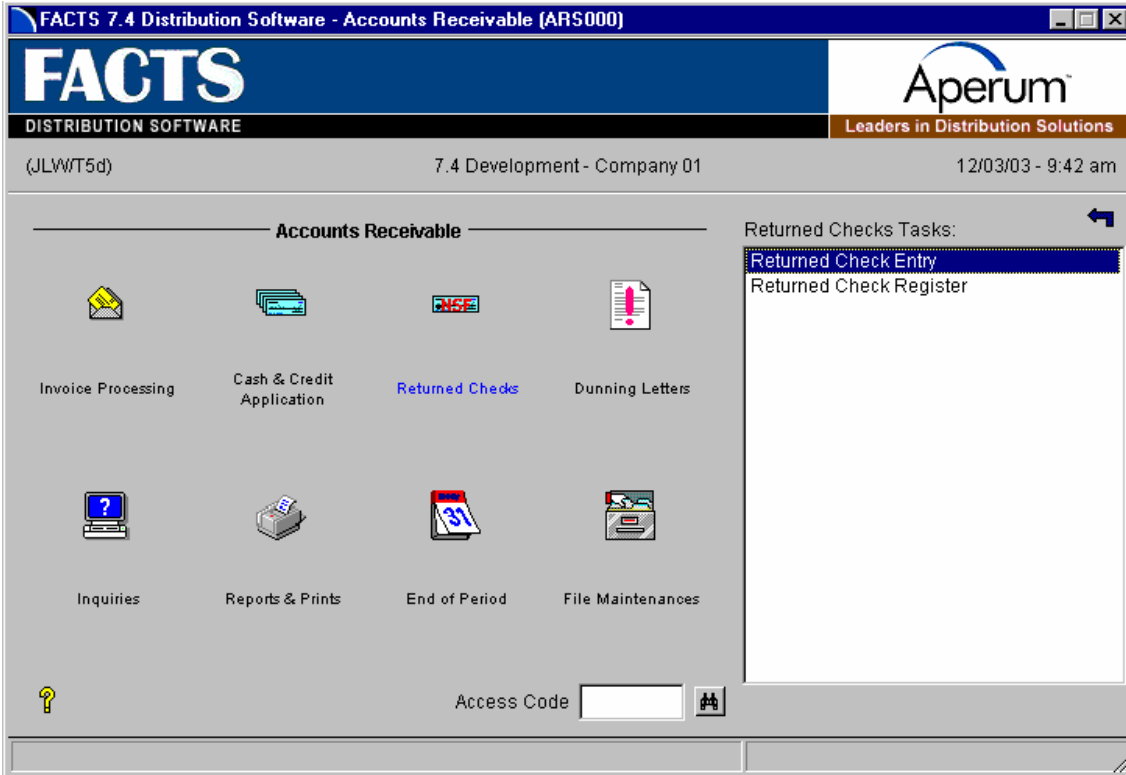 FACTS 7.4 Distribution Software - Accounts Receivable (ARS000)
FACTS
DISTRIBUTION SOFTWARE
Aperum™
Leaders in Distribution Solutions
(JLW/T5d)
7.4 Development - Company 01
12/03/03 - 9:42 am
Accounts Receivable
Returned Checks Tasks:
Returned Check Entry
Returned Check Register
NSF
Invoice Processing
Cash & Credit
Application
Returned Checks
Dunning Letters
?
31
Inquiries
Reports & Prints
End of Period
File Maintenances
?
Access Code